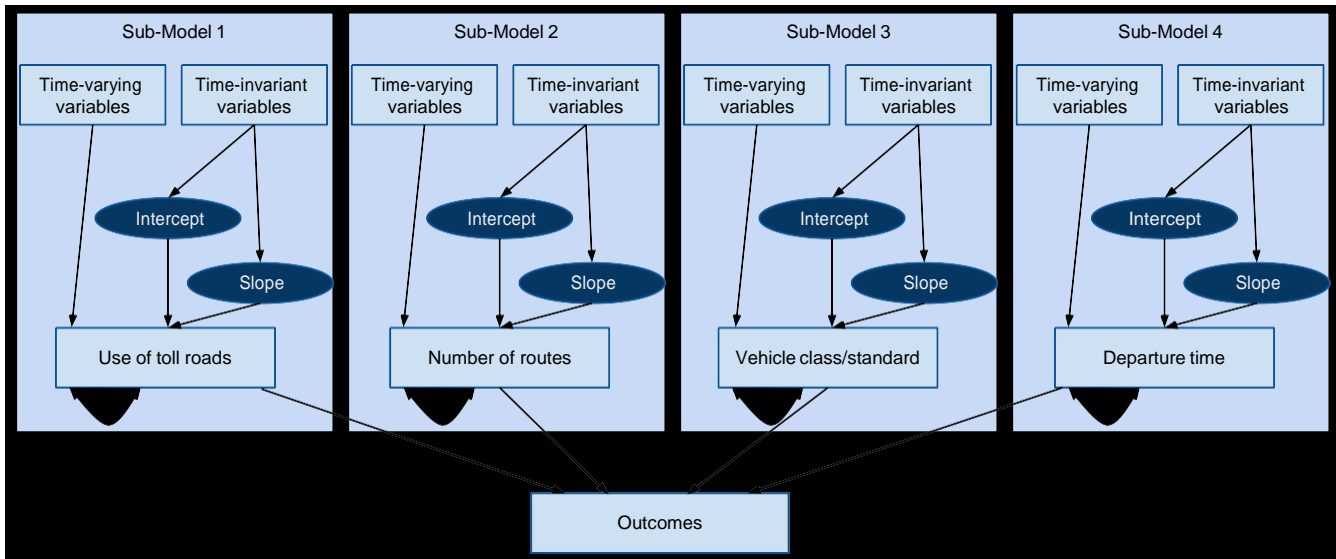 Sub-Model 1
Time-varying
variables
Time-invariant
variables
Intercept
Slope
Use of toll roads
Sub-Model 2
Time-varying
variables
Time-invariant
variables
Intercept
Slope
Number of routes
Sub-Model 3
Time-varying
variables
Time-invariant
variables
Intercept
Slope
Vehicle class/standard
Sub-Model 4
Time-varying
variables
Time-invariant
variables
Intercept
Slope
Departure time
Outcomes